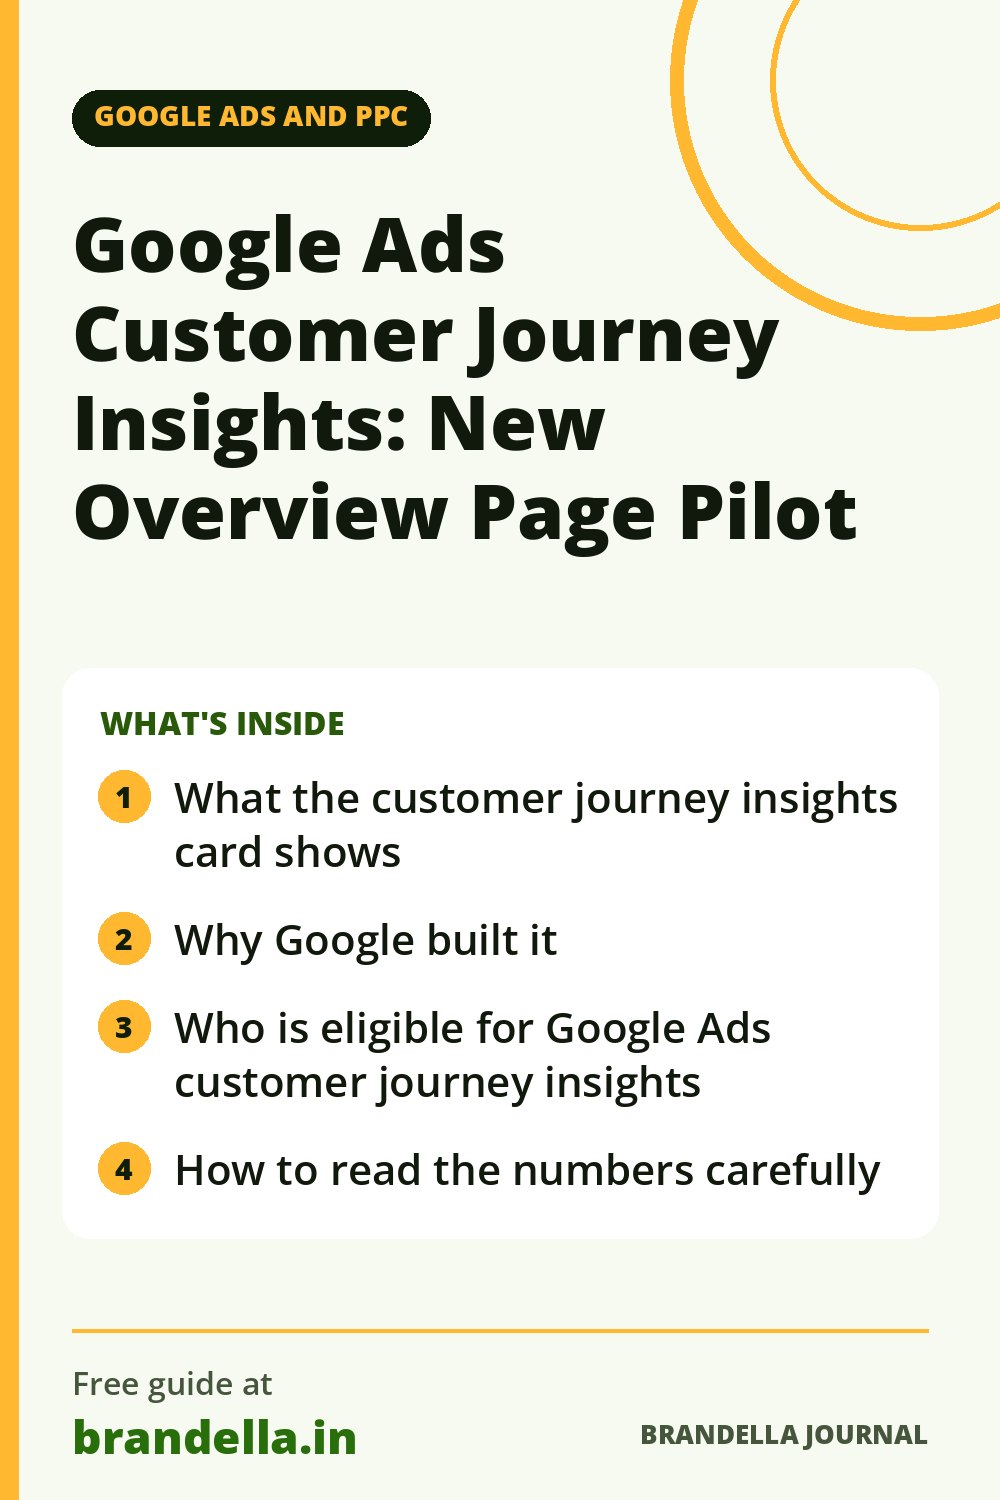 GOOGLE ADS AND PPC
Google Ads
Customer Journey
Insights: New
Overview Page Pilot
WHAT'S INSIDE
1 What the customer journey insights
card shows
2 Why Google built it
3 Who is eligible for Google Ads
customer journey insights
4 How to read the numbers carefully
Free guide at
brandella.in
BRANDELLA JOURNAL